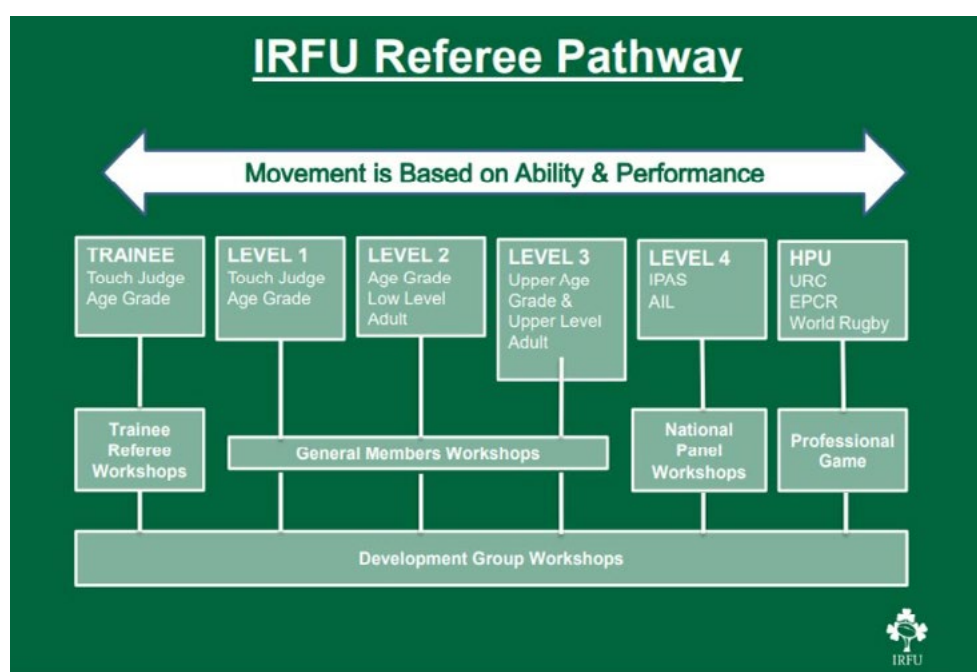 IRFU Referee Pathway
Movement is Based on Ability & Performance
TRAINEE
Touch Judge
Age Grade
LEVEL 1
Touch Judge
Age Grade
LEVEL 2
Age Grade
Low Level
Adult
LEVEL 3
Upper Age
Grade &
Upper Level
Adult
LEVEL 4
IPAS
AIL
HPU
URC
EPCR
World Rugby
Trainee
Referee
Workshops
General Members Workshops
National
Panel
Workshops
Professional
Game
Development Group Workshops
IRFU